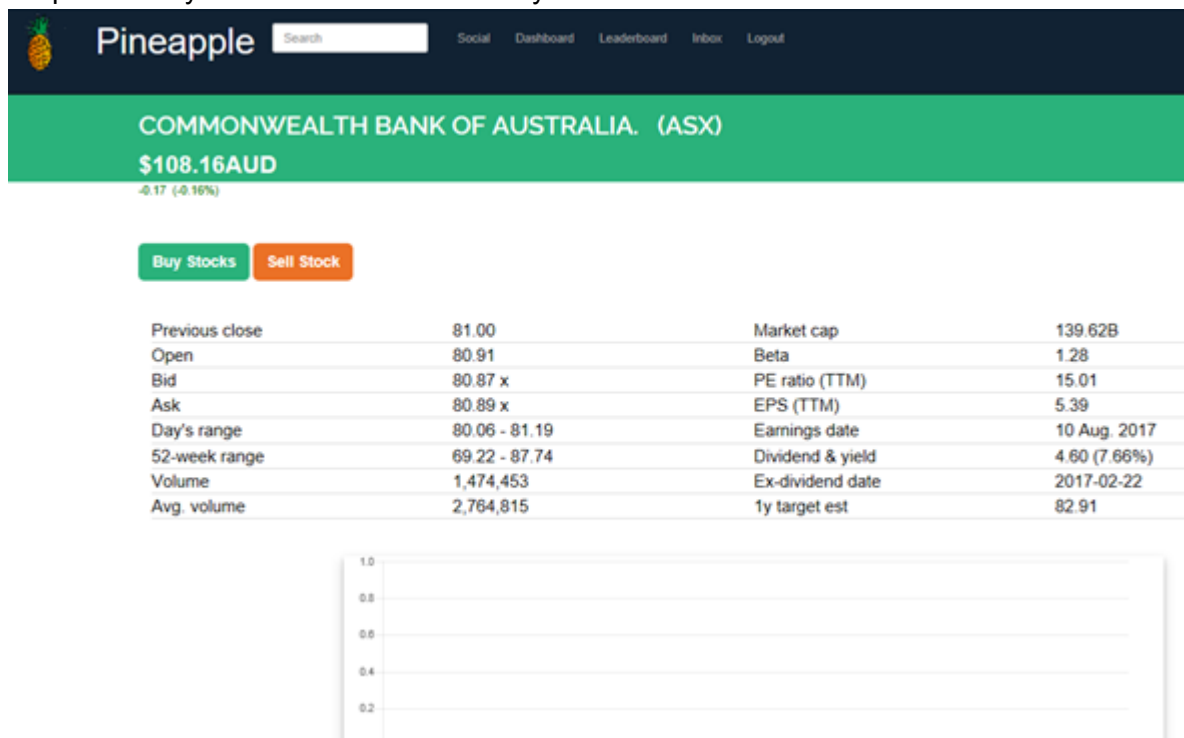 Pineapple Search Social Dashboard Leaderboard Inbox Logout
COMMONWEALTH BANK OF AUSTRALIA. (ASX)
$108.16AUD
-0.17 (-0.16%)
Buy Stocks Sell Stock
Previous close 81.00 Market cap 139.62B
Open 80.91 Beta 1.28
Bid 80.87 x PE ratio (TTM) 15.01
Ask 80.89 x EPS (TTM) 5.39
Day's range 80.06 - 81.19 Earnings date 10 Aug. 2017
52-week range 69.22 - 87.74 Dividend & yield 4.60 (7.66%)
Volume 1,474,453 Ex-dividend date 2017-02-22
Avg. volume 2,764,815 1y target est 82.91
1.0
0.8
0.6
0.4
0.2